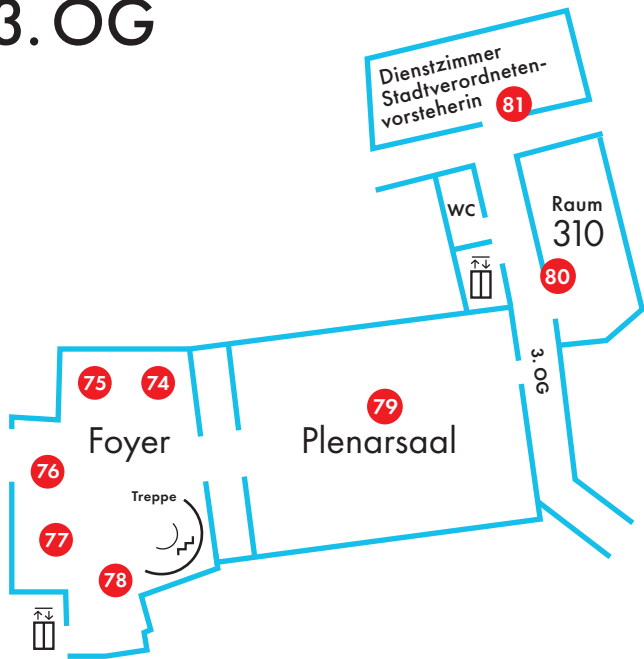 3. OG
Dienstzimmer
Stadtverordneten-
vorsteherin
81
WC
Raum
310
80
3. OG
75
74
79
Foyer
Plenarsaal
76
Treppe
77
78